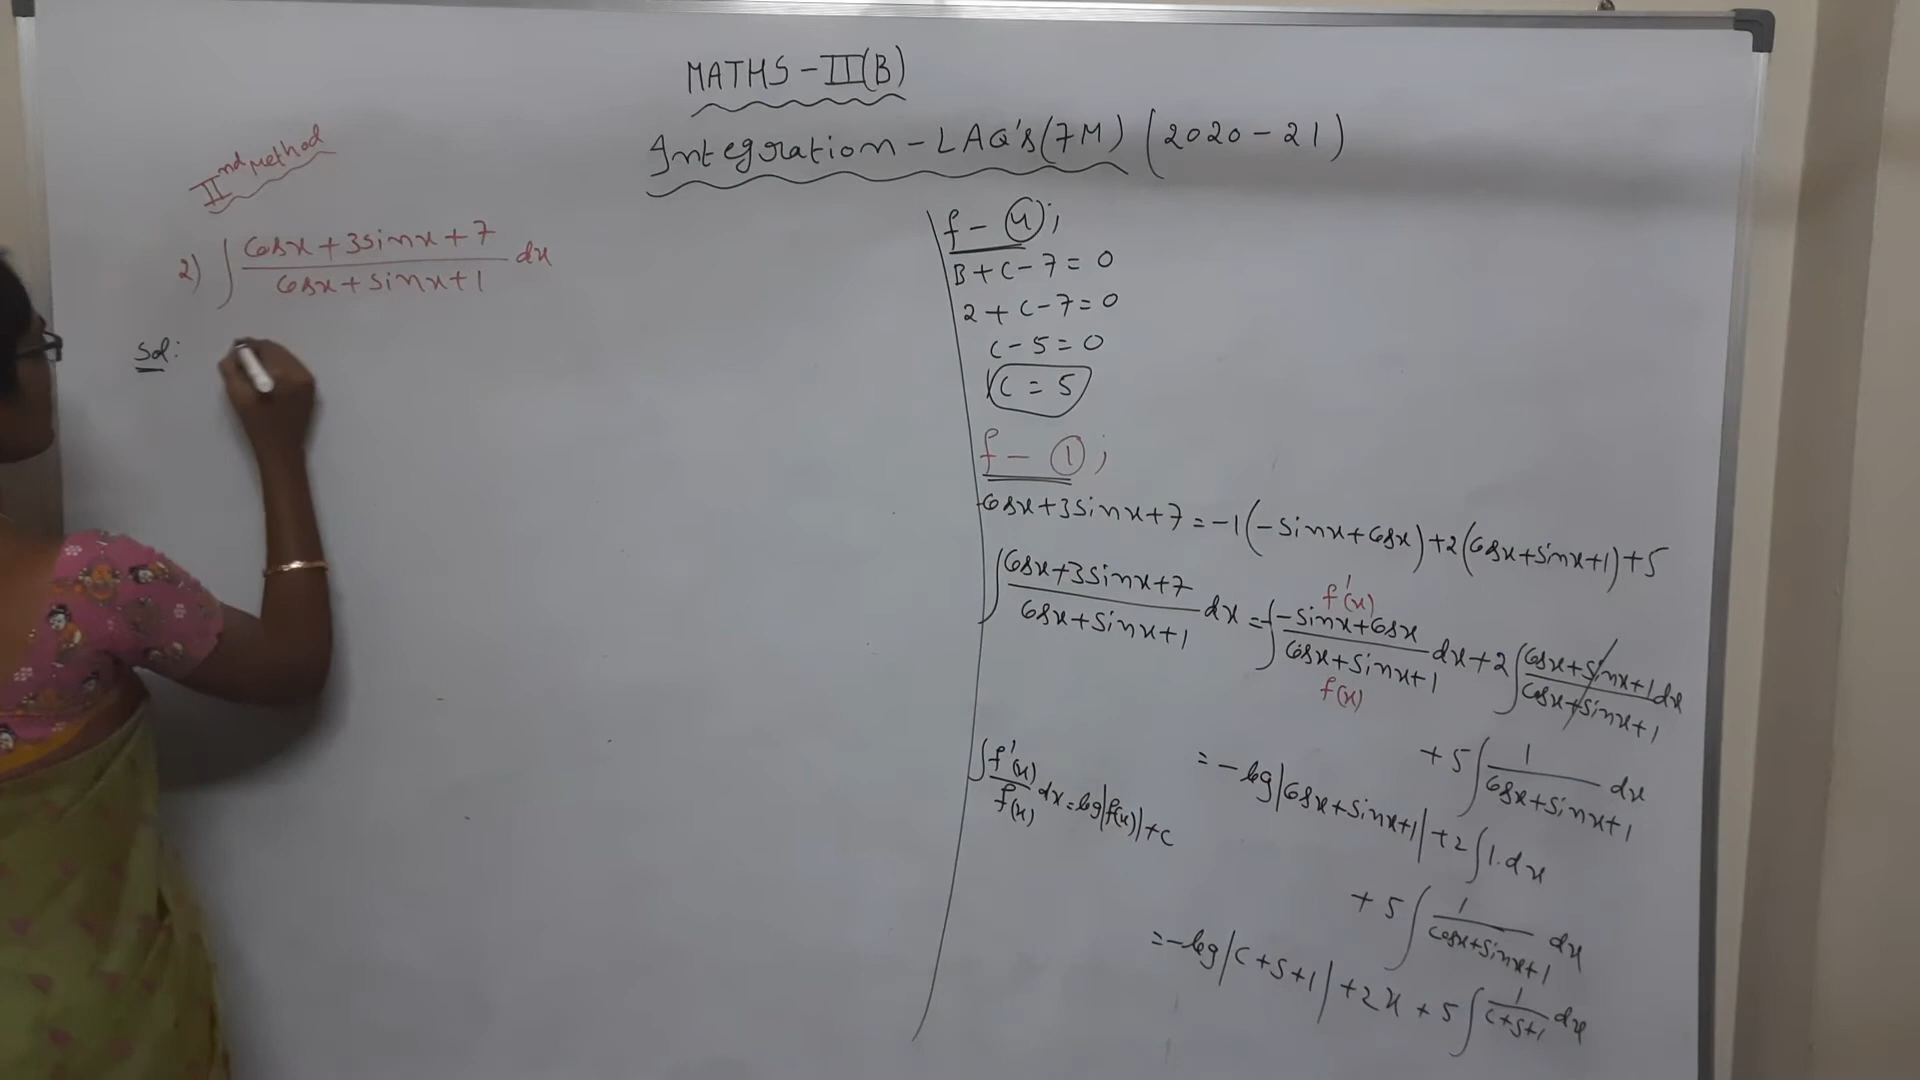 MATHS - II(B)
Integration - LAQ's(7M) (2020-21)
IInd Method
2) ∫ (cosx+3sinx+7)/(cosx+sinx+1) dx
Sol:
f-④;
B+C-7=0
2+C-7=0
C-5=0
C=5
f-①;
cosx+3sinx+7=-1(-sinx+cosx)+2(cosx+sinx+1)+5
∫ (cosx+3sinx+7)/(cosx+sinx+1) dx = -∫ (-sinx+cosx)/(cosx+sinx+1) dx + 2∫ (cosx+sinx+1)/(cosx+sinx+1) dx
f'(x)
f(x)
+ 5∫ 1/(cosx+sinx+1) dx
∫ f'(x)/f(x) dx = log|f(x)|+c
= -log|cosx+sinx+1| + 2∫1.dx
+ 5∫ 1/(cosx+sinx+1) dx
= -log|c+s+1| + 2x + 5∫ 1/(c+s+1) dx